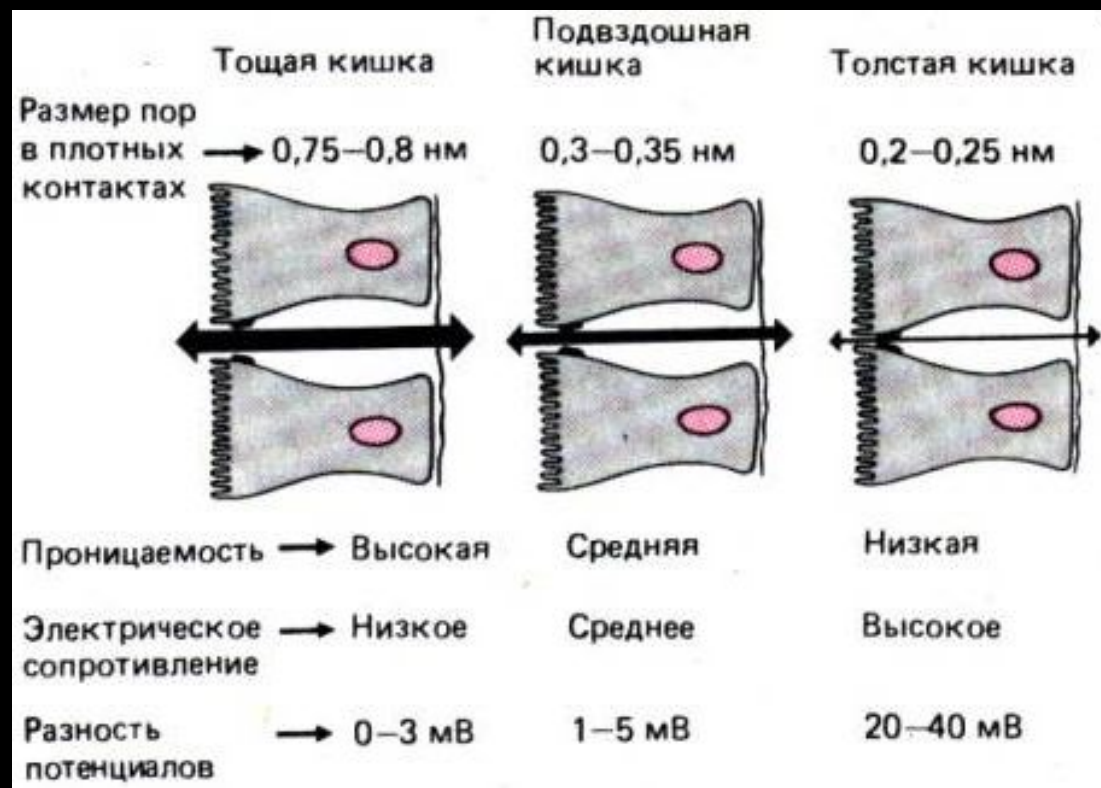 Тощая кишка
Подвздошная
кишка
Толстая кишка
Размер пор
в плотных → 0,75–0,8 нм 0,3–0,35 нм 0,2–0,25 нм
контактах
Проницаемость → Высокая Средняя Низкая
Электрическое → Низкое Среднее Высокое
сопротивление
Разность → 0–3 мВ 1–5 мВ 20–40 мВ
потенциалов